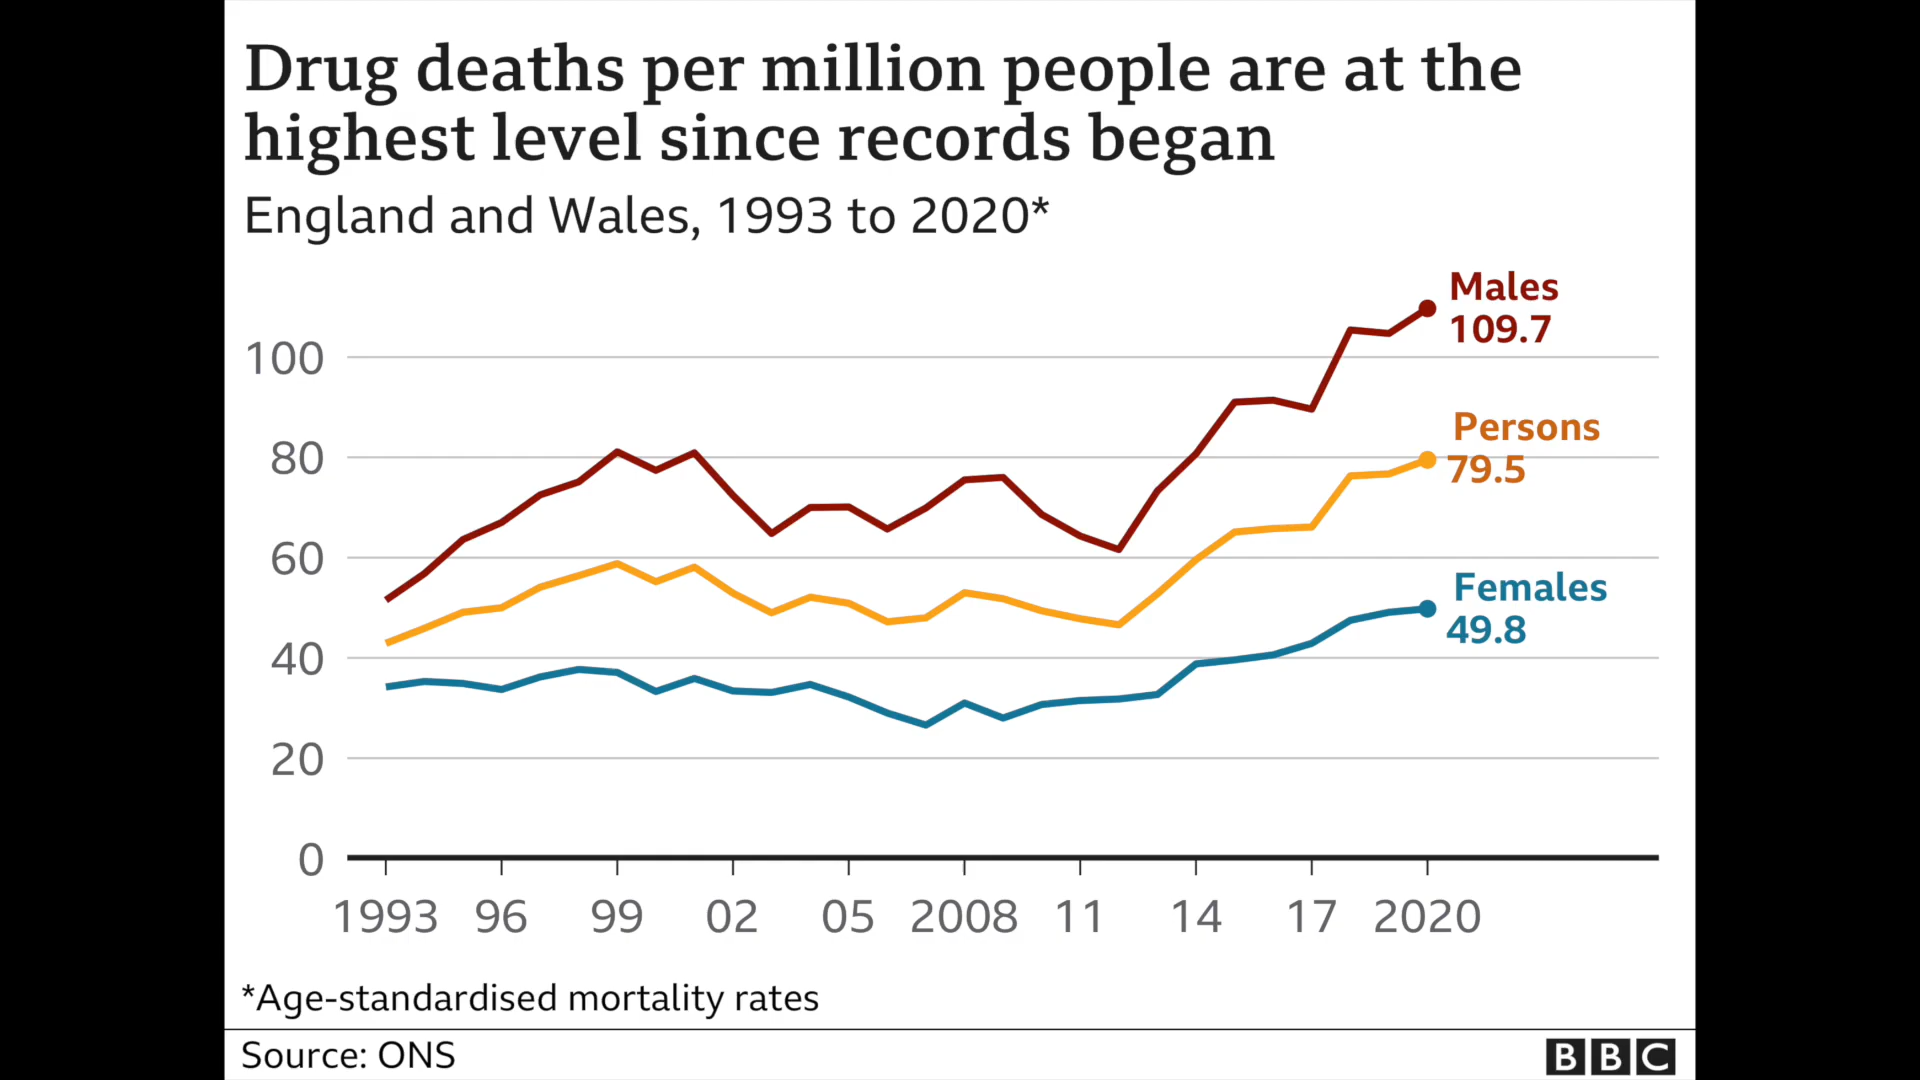 Drug deaths per million people are at the
highest level since records began
England and Wales, 1993 to 2020*
Males
109.7
100
Persons
80
79.5
60
Females
49.8
40
20
0
1993 96 99 02 05 2008 11 14 17 2020
*Age-standardised mortality rates
Source: ONS
BBC